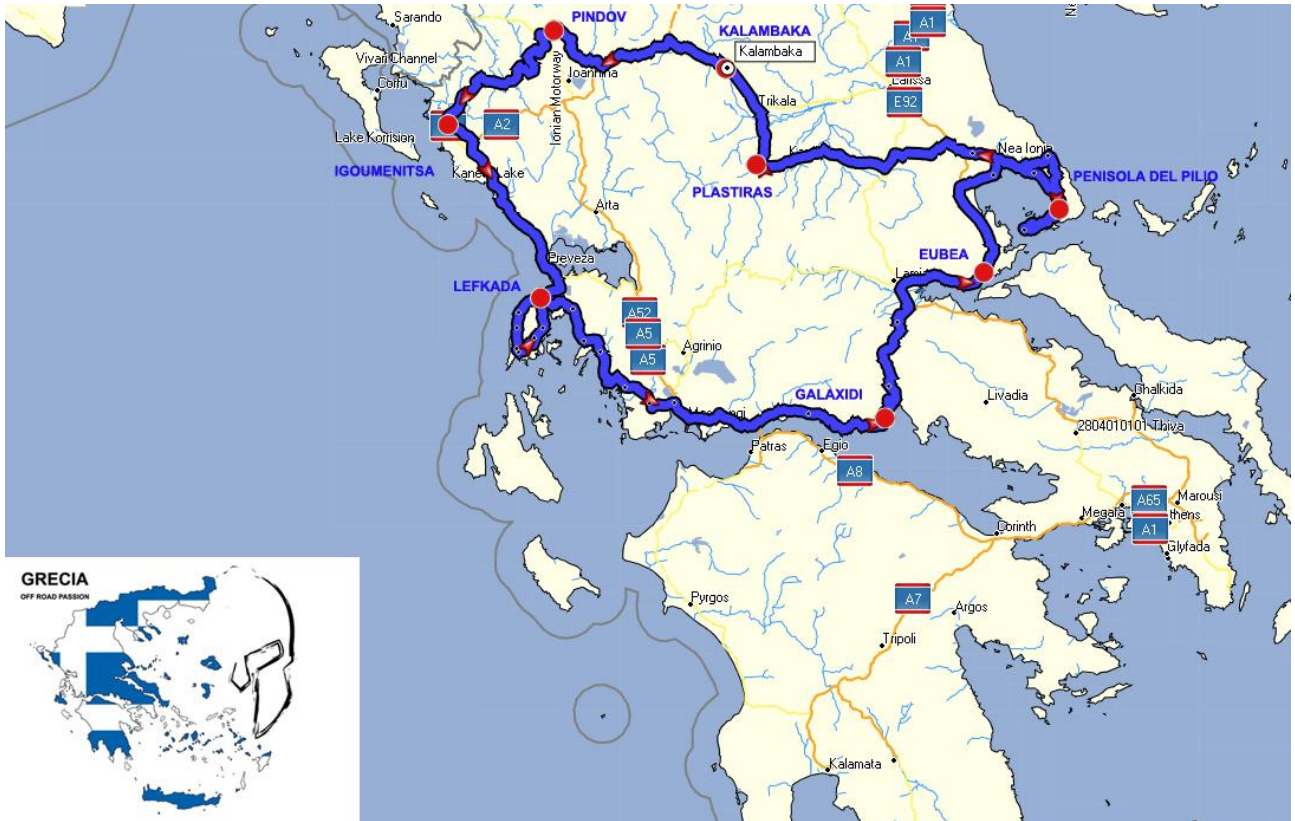 Sarando
PINDOV
KALAMBAKA
Kalambaka
A1
A1
A1
Vivari Channel
Corfu
Ioannina
Ionian Motorway
Larissa
E92
Trikala
Lake Korrision
A2
Nea Ionia
IGOUMENITSA
PLASTIRAS
PENISOLA DEL PILIO
Arta
EUBEA
Preveza
LEFKADA
A52
A5
A5
Agrinio
GALAXIDI
Livadia
Chalkida
2804010101 Thiva
Patras
Egio
A8
A65
Marousi
Megara
A1
Corinth
Glyfada
GRECIA
OFF ROAD PASSION
Pyrgos
A7
Argos
Tripoli
Kalamata